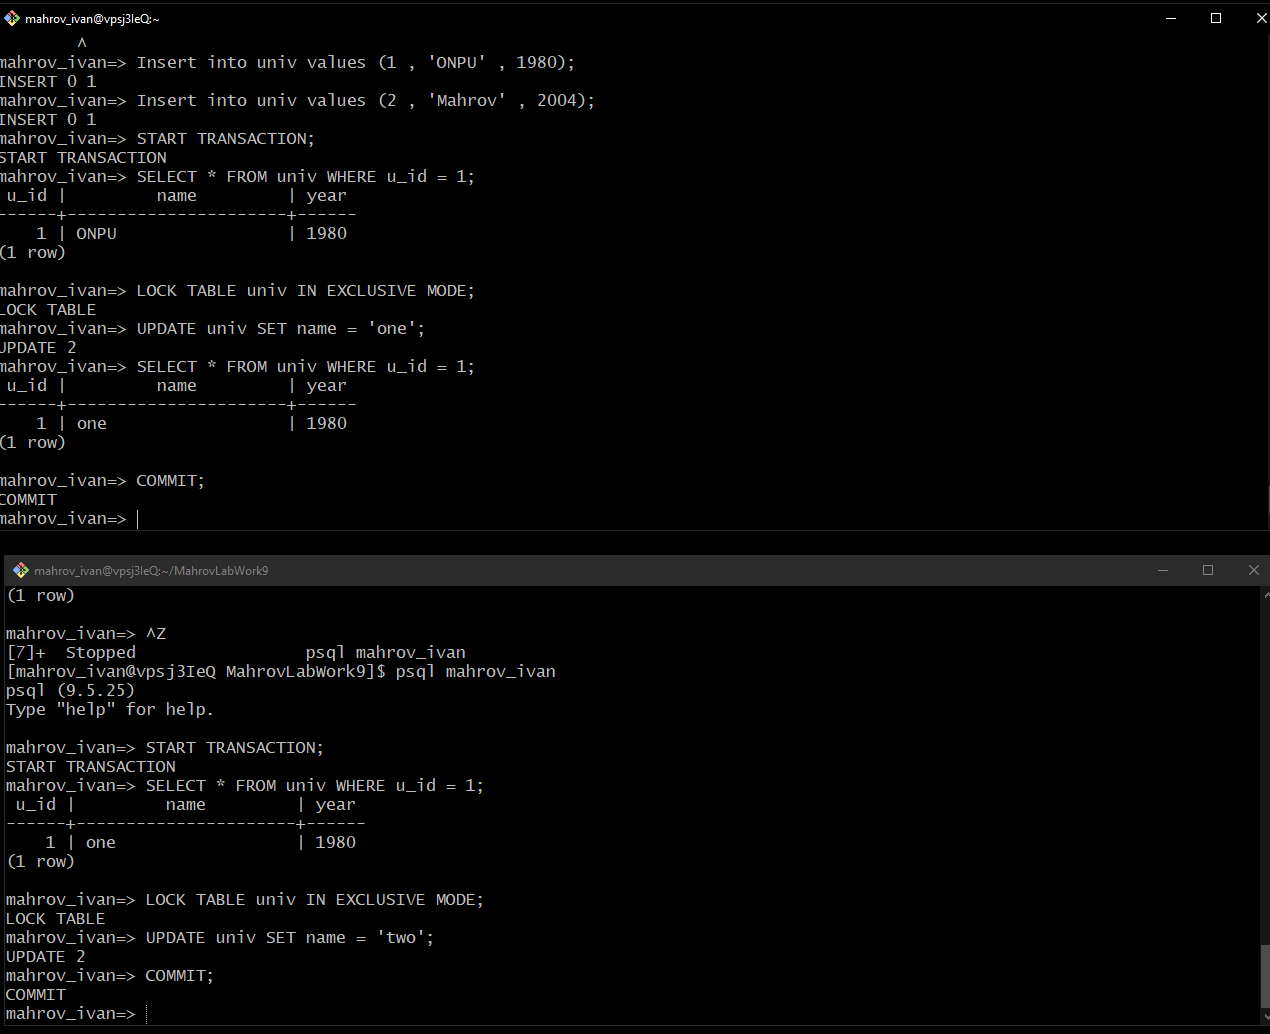 mahrov_ivan@vpsj3IeQ:~
^
mahrov_ivan=> Insert into univ values (1 , 'ONPU' , 1980);
INSERT 0 1
mahrov_ivan=> Insert into univ values (2 , 'Mahrov' , 2004);
INSERT 0 1
mahrov_ivan=> START TRANSACTION;
START TRANSACTION
mahrov_ivan=> SELECT * FROM univ WHERE u_id = 1;
u_id |         name         | year
------+----------------------+------
1 | ONPU                 | 1980
(1 row)
mahrov_ivan=> LOCK TABLE univ IN EXCLUSIVE MODE;
LOCK TABLE
mahrov_ivan=> UPDATE univ SET name = 'one';
UPDATE 2
mahrov_ivan=> SELECT * FROM univ WHERE u_id = 1;
u_id |         name         | year
------+----------------------+------
1 | one                  | 1980
(1 row)
mahrov_ivan=> COMMIT;
COMMIT
mahrov_ivan=>
mahrov_ivan@vpsj3IeQ:~/MahrovLabWork9
(1 row)
mahrov_ivan=> ^Z
[7]+  Stopped                 psql mahrov_ivan
[mahrov_ivan@vpsj3IeQ MahrovLabWork9]$ psql mahrov_ivan
psql (9.5.25)
Type "help" for help.
mahrov_ivan=> START TRANSACTION;
START TRANSACTION
mahrov_ivan=> SELECT * FROM univ WHERE u_id = 1;
u_id |         name         | year
------+----------------------+------
1 | one                  | 1980
(1 row)
mahrov_ivan=> LOCK TABLE univ IN EXCLUSIVE MODE;
LOCK TABLE
mahrov_ivan=> UPDATE univ SET name = 'two';
UPDATE 2
mahrov_ivan=> COMMIT;
COMMIT
mahrov_ivan=>